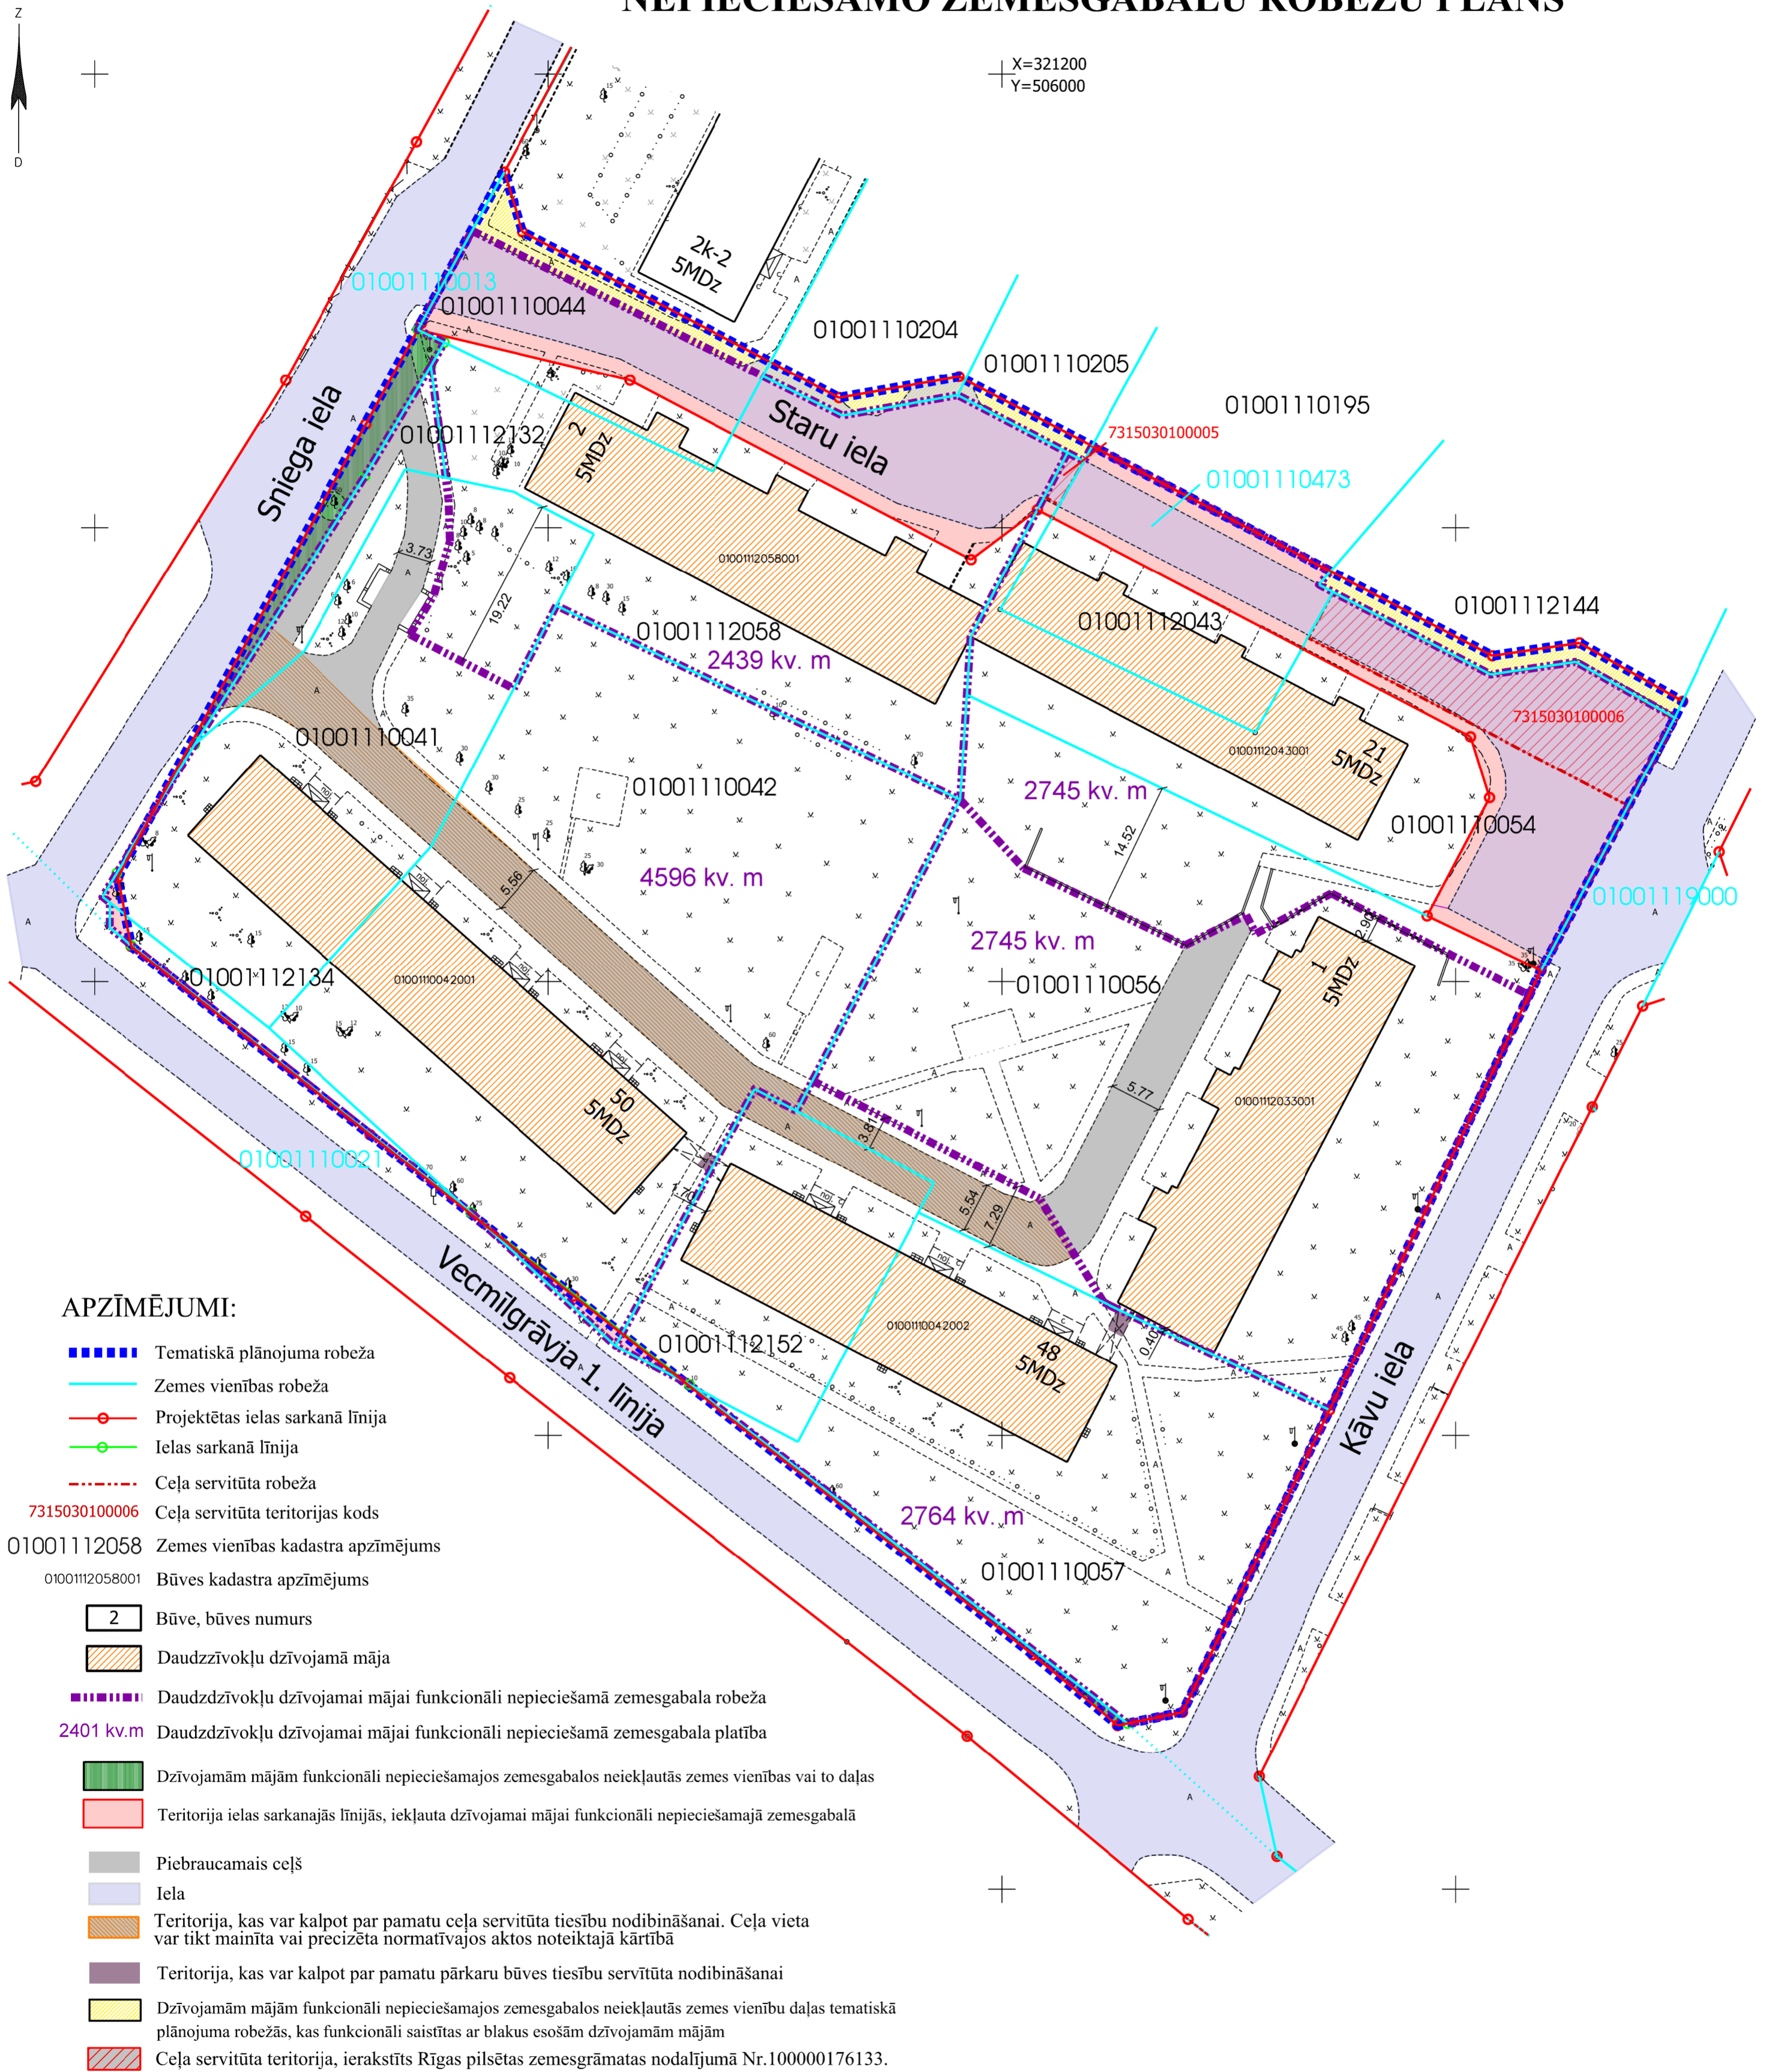 NEPIECIEŠAMO ZEMESGABALU ROBEŽU PLĀNS
Z
D
X=321200
Y=506000
2k-2
5MDz
01001110013
01001110044
01001110204
01001110205
01001110195
7315030100005
01001110473
Sniega iela
Staru iela
01001112132
2
5MDz
01001112058001
3.73
19.22
01001112058
2439 kv. m
01001112043
01001112144
7315030100006
01001112043001
21
5MDz
01001110041
01001110042
2745 kv. m
14.52
01001110054
4596 kv. m
5.56
01001119000
2745 kv. m
2.90
1
5MDz
01001112134
01001110042001
01001110056
5.77
01001112033001
50
5MDz
3.81
01001110021
1.70
5.54
7.29
Vecmīlgrāvja 1. līnija
01001112152
01001110042002
48
5MDz
0.40
Kāvu iela
2764 kv. m
01001110057
APZĪMĒJUMI:
Tematiskā plānojuma robeža
Zemes vienības robeža
Projektētas ielas sarkanā līnija
Ielas sarkanā līnija
Ceļa servitūta robeža
7315030100006 Ceļa servitūta teritorijas kods
01001112058 Zemes vienības kadastra apzīmējums
01001112058001 Būves kadastra apzīmējums
2 Būve, būves numurs
Daudzzīvokļu dzīvojamā māja
Daudzdzīvokļu dzīvojamai mājai funkcionāli nepieciešamā zemesgabala robeža
2401 kv.m Daudzdzīvokļu dzīvojamai mājai funkcionāli nepieciešamā zemesgabala platība
Dzīvojamām mājām funkcionāli nepieciešamajos zemesgabalos neiekļautās zemes vienības vai to daļas
Teritorija ielas sarkanajās līnijās, iekļauta dzīvojamai mājai funkcionāli nepieciešamajā zemesgabalā
Piebraucamais ceļš
Iela
Teritorija, kas var kalpot par pamatu ceļa servitūta tiesību nodibināšanai. Ceļa vieta
var tikt mainīta vai precizēta normatīvajos aktos noteiktajā kārtībā
Teritorija, kas var kalpot par pamatu pārkaru būves tiesību servītūta nodibināšanai
Dzīvojamām mājām funkcionāli nepieciešamajos zemesgabalos neiekļautās zemes vienību daļas tematiskā
plānojuma robežās, kas funkcionāli saistītas ar blakus esošām dzīvojamām mājām
Ceļa servitūta teritorija, ierakstīts Rīgas pilsētas zemesgrāmatas nodalījumā Nr.100000176133.